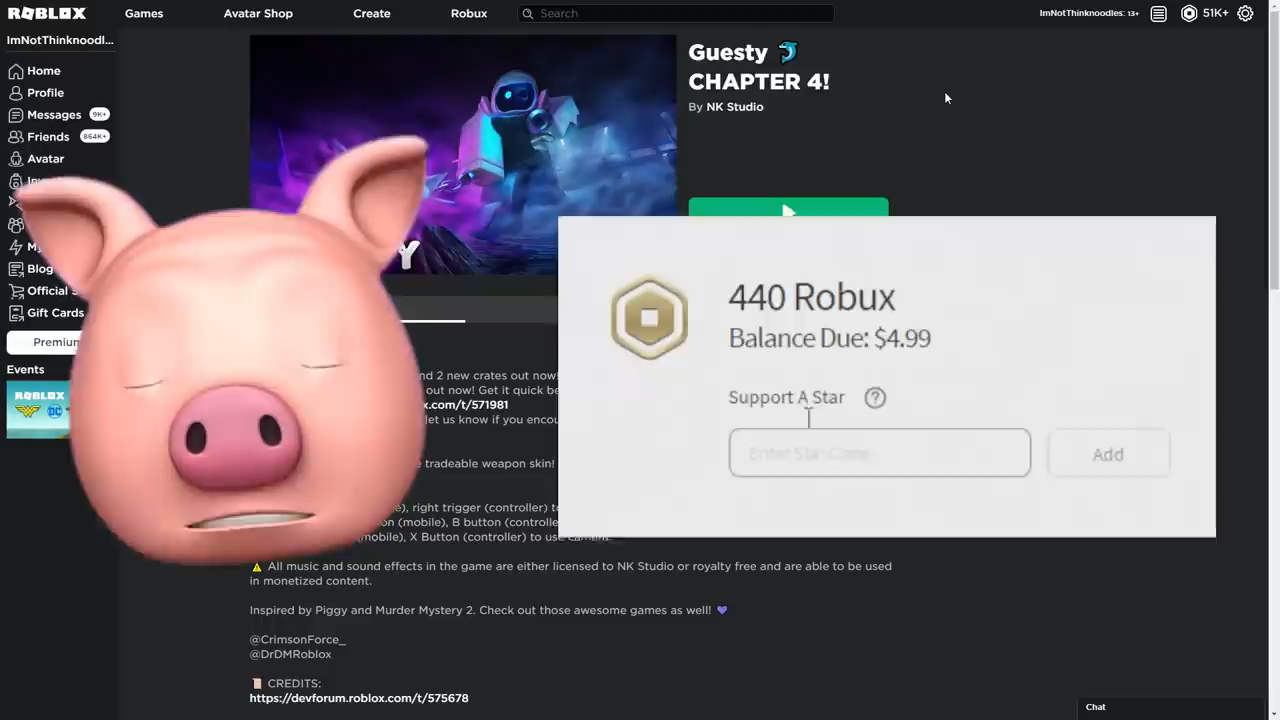 ROBLOX
Games
Avatar Shop
Create
Robux
Search
ImNotThinknoodles: 13+
51K+
ImNotThinknoodl...
Home
Profile
Messages
9K+
Friends
864K+
Avatar
Blog
Official
Gift Cards
Premium
Events
ROBLOX
DC
Guesty
CHAPTER 4!
By NK Studio
Y
440 Robux
Balance Due: $4.99
Support A Star ?
Enter Star Code
Add
nd 2 new crates out now!
out now! Get it quick be
x.com/t/571981
let us know if you encou
e tradeable weapon skin!
e), right trigger (controller) to
on (mobile), B button (controlle
(mobile), X Button (controller) to use
All music and sound effects in the game are either licensed to NK Studio or royalty free and are able to be used
in monetized content.
Inspired by Piggy and Murder Mystery 2. Check out those awesome games as well!
@CrimsonForce_
@DrDMRoblox
CREDITS:
https://devforum.roblox.com/t/575678
Chat